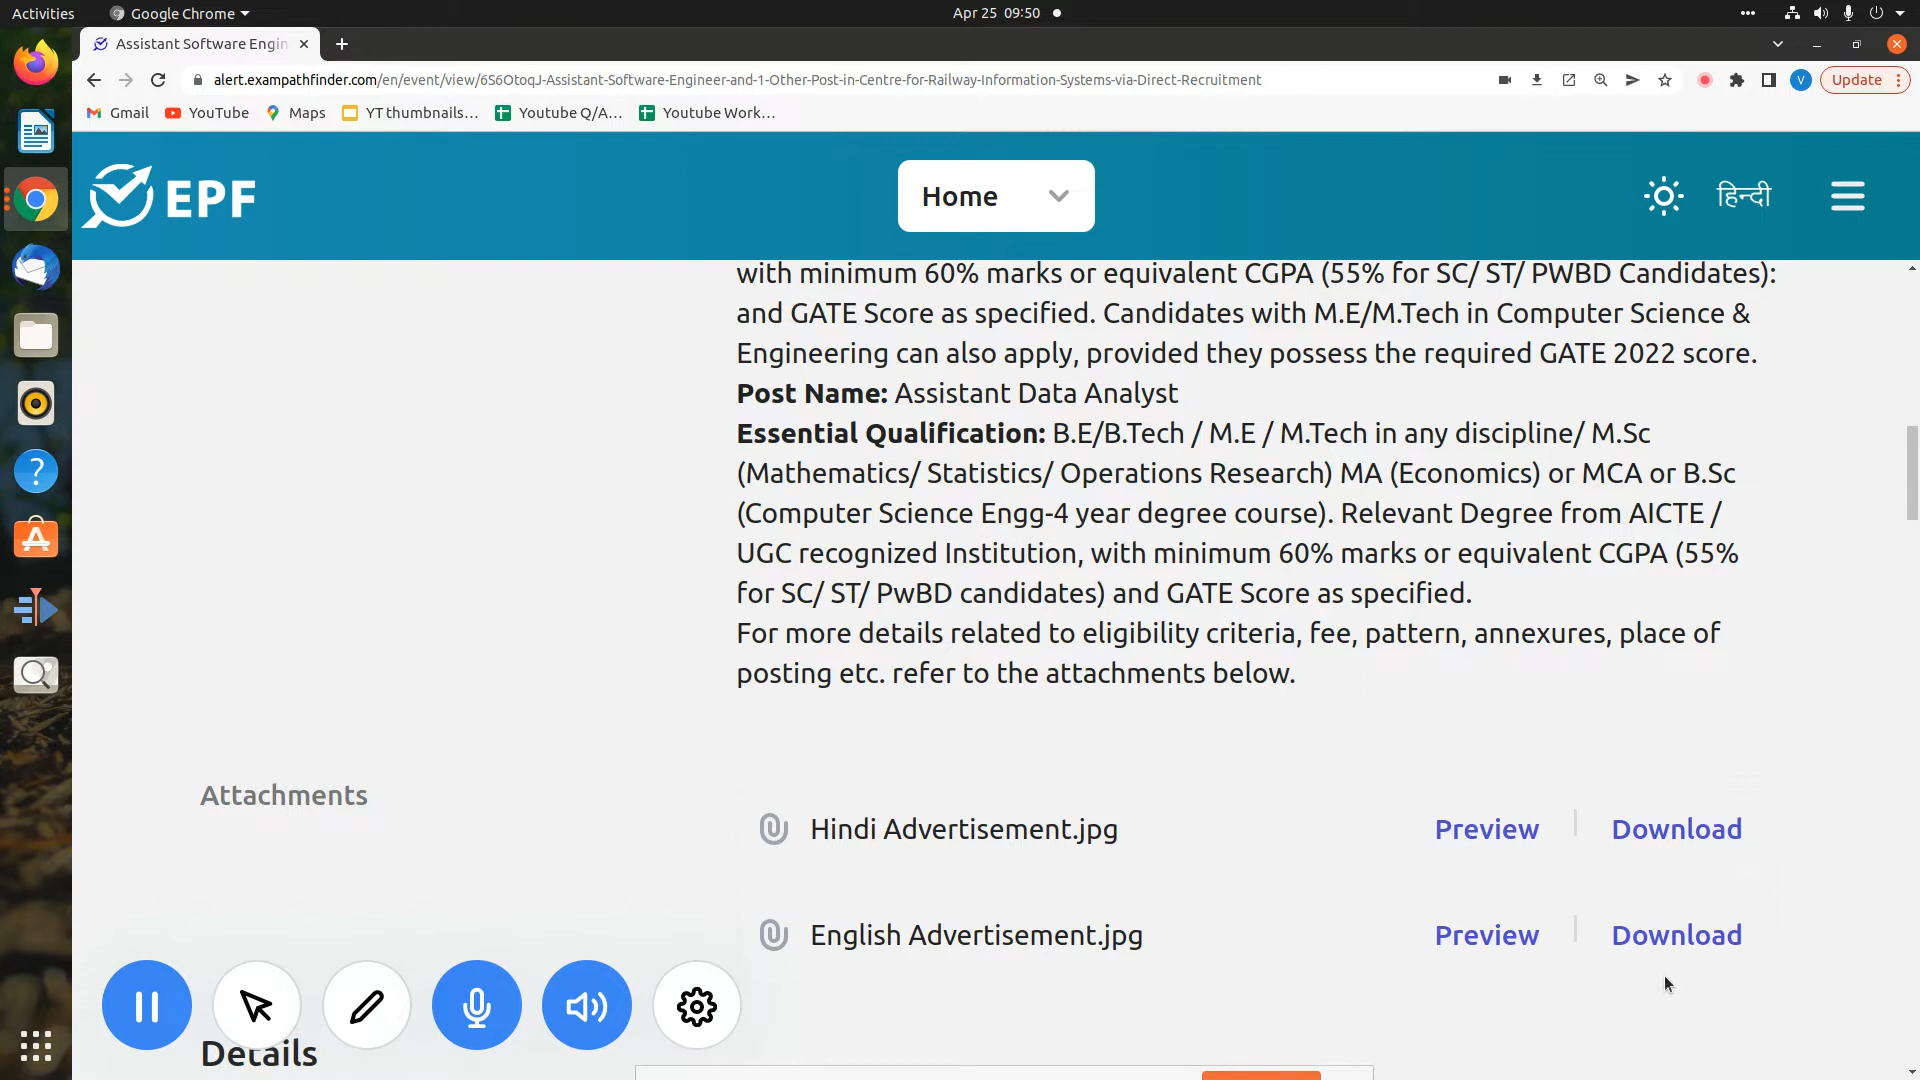 Activities
Google Chrome
Apr 25 09:50
Assistant Software Engin
alert.exampathfinder.com/en/event/view/6S6OtoqJ-Assistant-Software-Engineer-and-1-Other-Post-in-Centre-for-Railway-Information-Systems-via-Direct-Recruitment
V
Update
Gmail
YouTube
Maps
YT thumbnails...
Youtube Q/A...
Youtube Work...
EPF
Home
हिन्दी
with minimum 60% marks or equivalent CGPA (55% for SC/ ST/ PWBD Candidates):
and GATE Score as specified. Candidates with M.E/M.Tech in Computer Science &
Engineering can also apply, provided they possess the required GATE 2022 score.
Post Name: Assistant Data Analyst
Essential Qualification: B.E/B.Tech / M.E / M.Tech in any discipline/ M.Sc
(Mathematics/ Statistics/ Operations Research) MA (Economics) or MCA or B.Sc
(Computer Science Engg-4 year degree course). Relevant Degree from AICTE /
UGC recognized Institution, with minimum 60% marks or equivalent CGPA (55%
for SC/ ST/ PwBD candidates) and GATE Score as specified.
For more details related to eligibility criteria, fee, pattern, annexures, place of
posting etc. refer to the attachments below.
Attachments
Hindi Advertisement.jpg
Preview
Download
English Advertisement.jpg
Preview
Download
Details